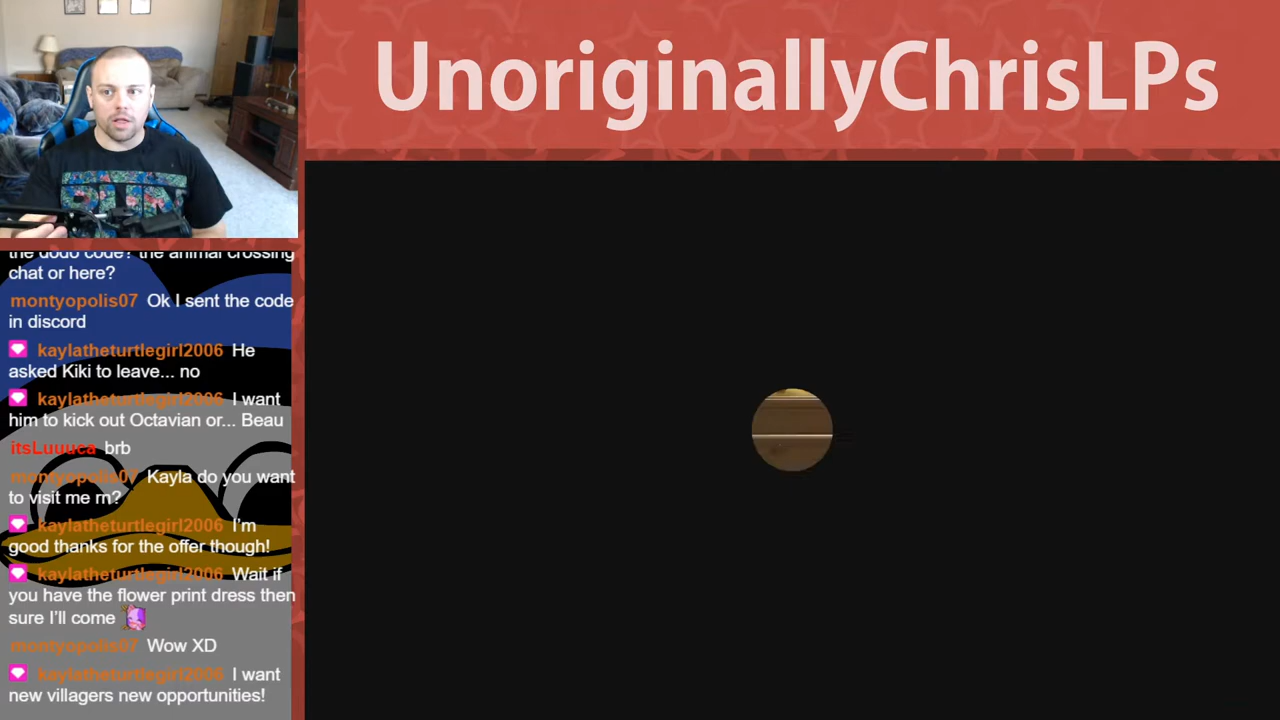 UnoriginallyChrisLPs
the dodo code? the animal crossing
chat or here?
montyopolis07 Ok I sent the code
in discord
kaylatheturtlegirl2006 He
asked Kiki to leave... no
kaylatheturtlegirl2006 I want
him to kick out Octavian or... Beau
itsLuuuca brb
montyopolis07 Kayla do you want
to visit me rn?
kaylatheturtlegirl2006 I'm
good thanks for the offer though!
kaylatheturtlegirl2006 Wait if
you have the flower print dress then
sure I'll come
montyopolis07 Wow XD
kaylatheturtlegirl2006 I want
new villagers new opportunities!